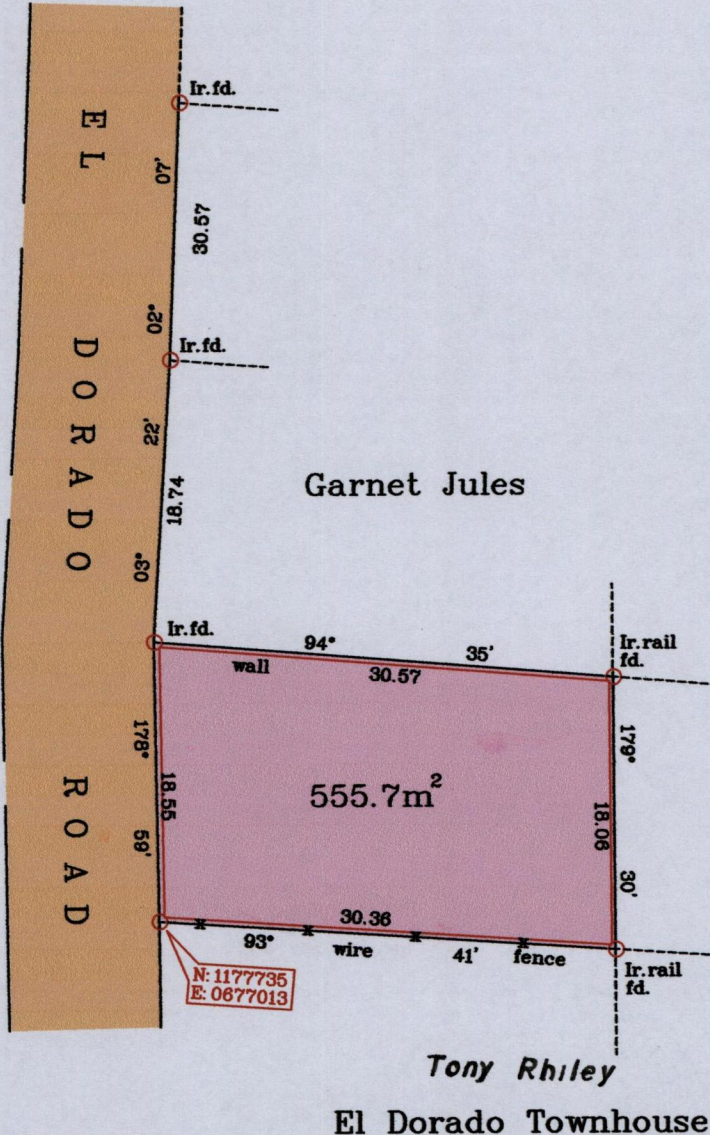 Ir.fd.
07'
30.57
02°
Ir.fd.
22'
18.74
03°
EL DORADO ROAD
Garnet Jules
Ir.fd.
94°
35'
wall
30.57
Ir.rail
fd.
178°
18.55
59'
555.7m²
179°
18.06
30'
30.36
93°
wire
41'
fence
Ir.rail
fd.
N: 1177735
E: 0677013
Tony Rhiley
El Dorado Townhouse